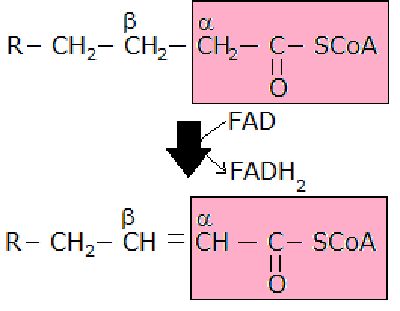 β α
R – CH₂ – CH₂ – CH₂ – C – SCoA
||
O
FAD
FADH₂
β α
R – CH₂ – CH = CH – C – SCoA
||
O